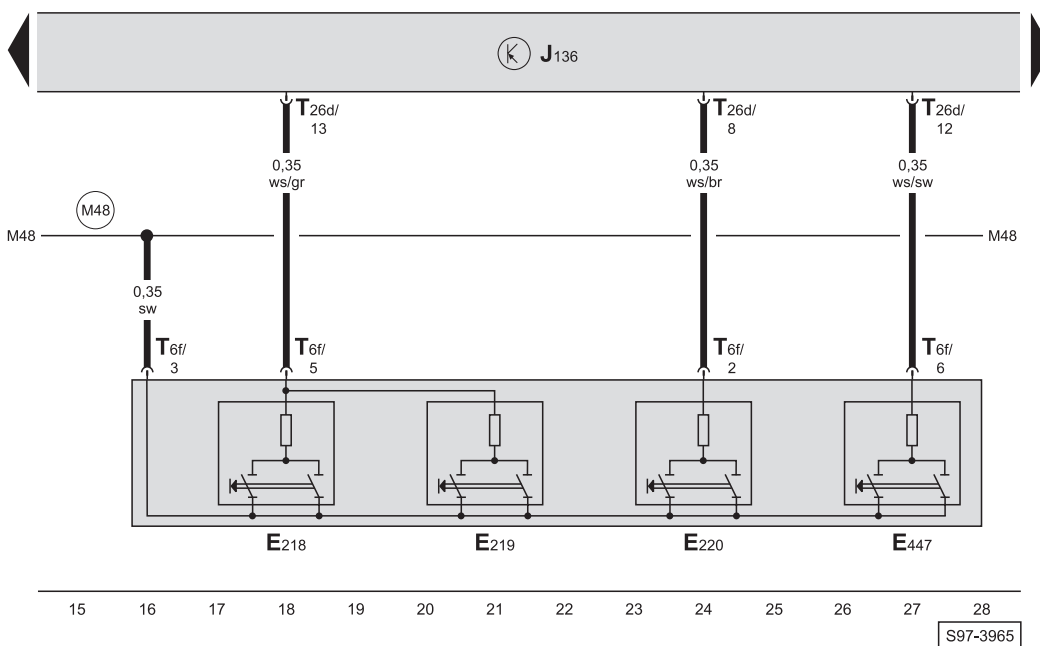 J136
T26d/ T26d/ T26d/
13 8 12
0,35 0,35 0,35
ws/gr ws/br ws/sw
M48
M48 M48
0,35
sw
T6f/ T6f/ T6f/ T6f/
3 5 2 6
E218 E219 E220 E447
15 16 17 18 19 20 21 22 23 24 25 26 27 28
S97-3965